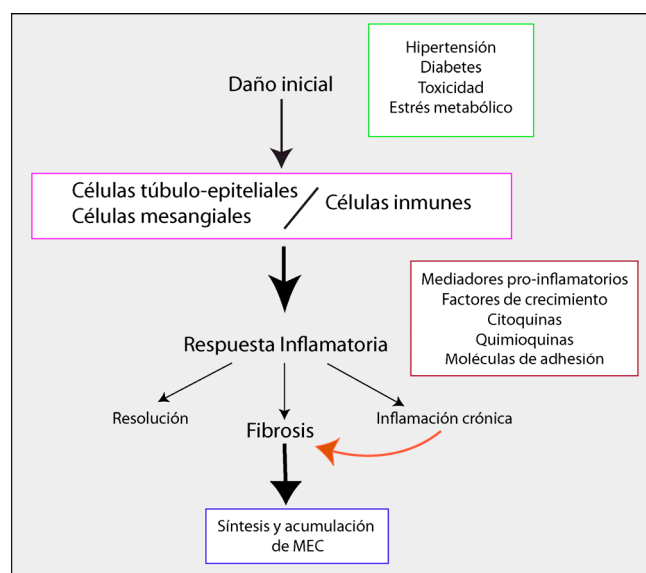 Hipertensión
Diabetes
Toxicidad
Estrés metabólico
Daño inicial
Células túbulo-epiteliales
Células mesangiales
Células inmunes
Mediadores pro-inflamatorios
Factores de crecimiento
Citoquinas
Quimioquinas
Moléculas de adhesión
Respuesta Inflamatoria
Resolución
Fibrosis
Inflamación crónica
Síntesis y acumulación
de MEC